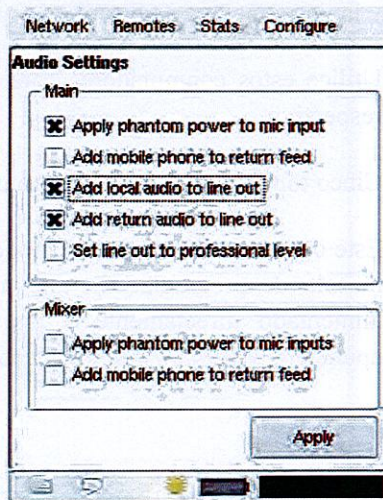 Network Remotes Stats Configure
Audio Settings
Main
Apply phantom power to mic input
Add mobile phone to return feed
Add local audio to line out
Add return audio to line out
Set line out to professional level
Mixer
Apply phantom power to mic inputs
Add mobile phone to return feed
Apply